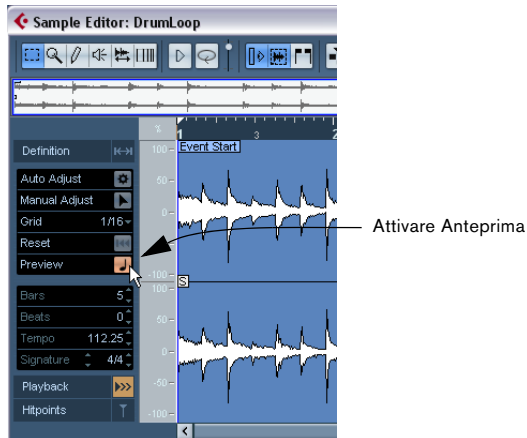 Sample Editor: DrumLoop
%
1 3 2
Definition
Event Start
Auto Adjust
Manual Adjust
Grid 1/16
Reset
Preview
Attivare Anteprima
Bars 5
Beats 0
Tempo 112.25
Signature 4/4
Playback
Hitpoints
100
50
0
-100
S
100
50
0
-50
-100